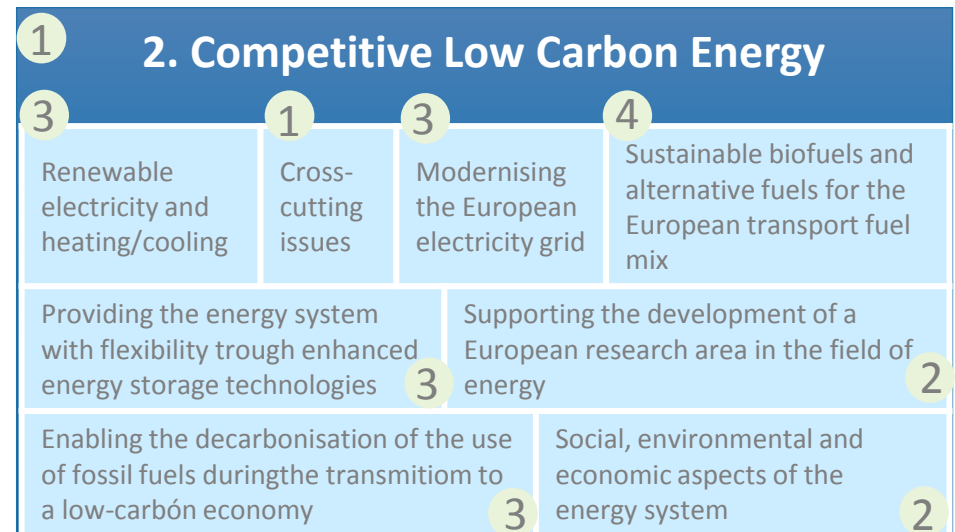 1
2. Competitive Low Carbon Energy
3
Renewable
electricity and
heating/cooling
1
Cross-
cutting
issues
3
Modernising
the European
electricity grid
4
Sustainable biofuels and
alternative fuels for the
European transport fuel
mix
Providing the energy system
with flexibility trough enhanced
energy storage technologies
3
Supporting the development of a
European research area in the field of
energy
2
Enabling the decarbonisation of the use
of fossil fuels duringthe transmitiom to
a low-carbón economy
3
Social, environmental and
economic aspects of the
energy system
2